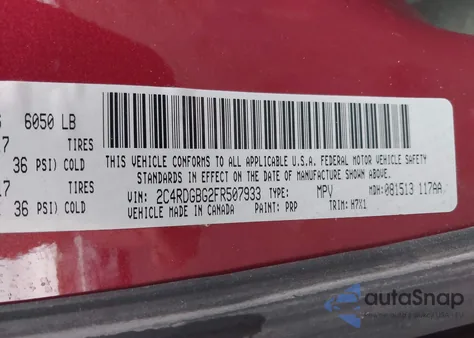 6050 LB
TIRES
36 PSI) COLD
TIRES
36 PSI) COLD
THIS VEHICLE CONFORMS TO ALL APPLICABLE U.S.A. FEDERAL MOTOR VEHICLE SAFETY
STANDARDS IN EFFECT ON THE DATE OF MANUFACTURE SHOWN ABOVE.
VIN: 2C4RDGBG2FR507933 TYPE: MPV MDH: 081513 117AA
VEHICLE MADE IN CANADA PAINT: PRP TRIM: H7X1
autaSnap